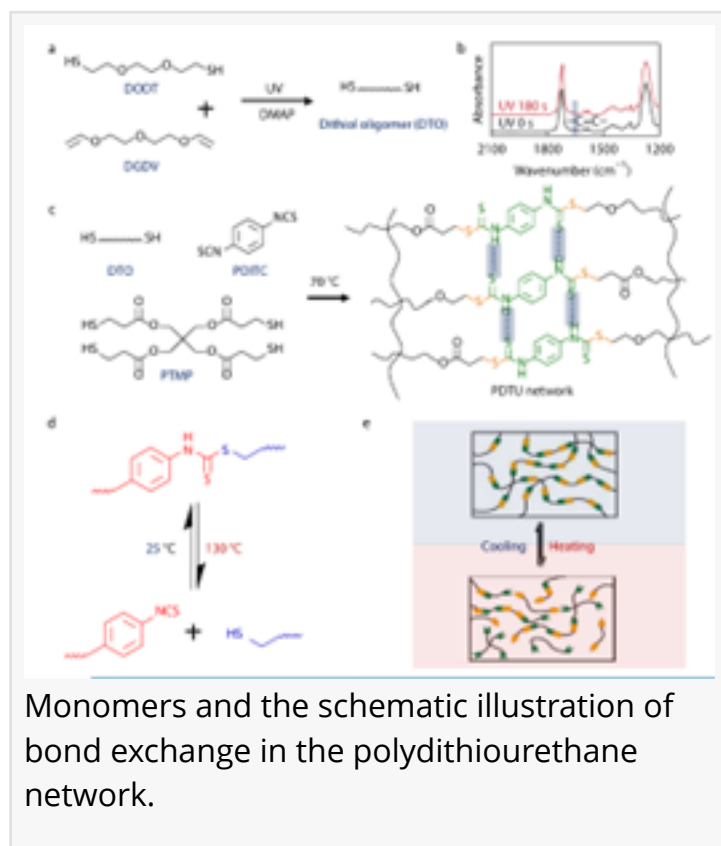 a
HS
O
O
SH
DODT
+
O
O
O
DGDV
UV
DMAP
HS
SH
Dithiol oligomer (DTO)
b
Absorbance
UV 180 s
UV 0 s
2100
1800
1500
1200
Wavenumber (cm⁻¹)
c
HS
SH
DTO
NCS
SCN
PDITC
HS
HS
SH
SH
PTMP
70 °C
PDTU network
d
H
N
S
S
25 °C
130 °C
NCS
+
HS
e
Cooling
Heating
Monomers and the schematic illustration of
bond exchange in the polydithiourethane
network.